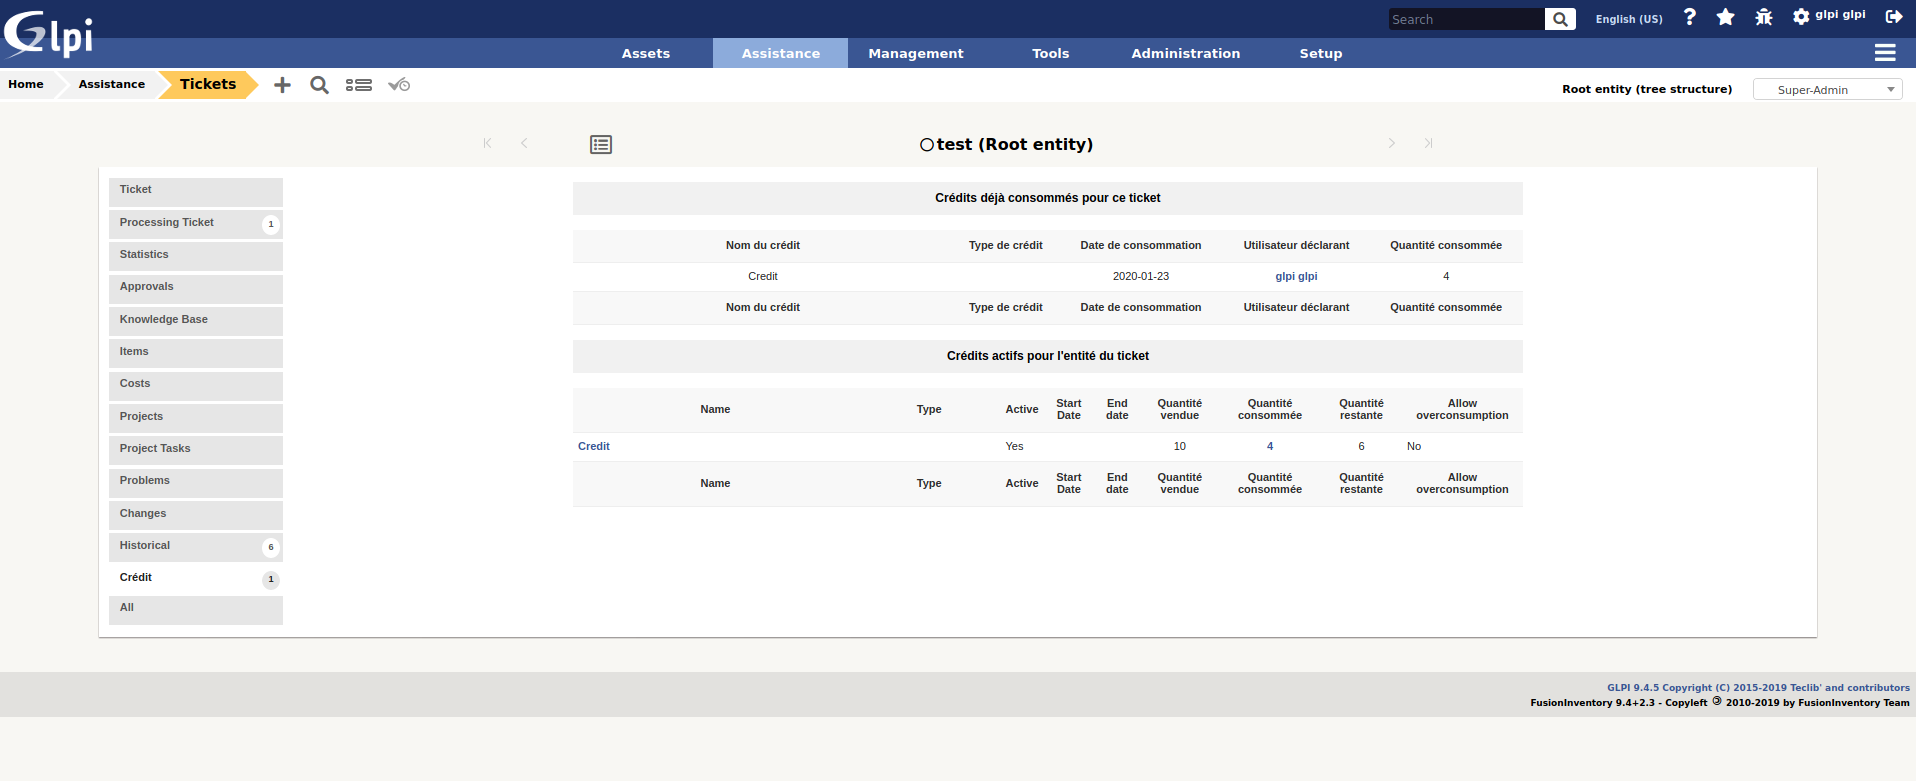 Glpi
Search
English (US)
glpi glpi
Assets Assistance Management Tools Administration Setup
Home Assistance Tickets
Root entity (tree structure) Super-Admin
test (Root entity)
Ticket
Processing Ticket 1
Statistics
Approvals
Knowledge Base
Items
Costs
Projects
Project Tasks
Problems
Changes
Historical 6
Crédit 1
All
Crédits déjà consommés pour ce ticket
Nom du crédit Type de crédit Date de consommation Utilisateur déclarant Quantité consommée
Credit 2020-01-23 glpi glpi 4
Nom du crédit Type de crédit Date de consommation Utilisateur déclarant Quantité consommée
Crédits actifs pour l'entité du ticket
Name Type Active Start Date End date Quantité vendue Quantité consommée Quantité restante Allow overconsumption
Credit Yes 10 4 6 No
Name Type Active Start Date End date Quantité vendue Quantité consommée Quantité restante Allow overconsumption
GLPI 9.4.5 Copyright (C) 2015-2019 Teclib' and contributors
FusionInventory 9.4+2.3 - Copyleft 🄯 2010-2019 by FusionInventory Team